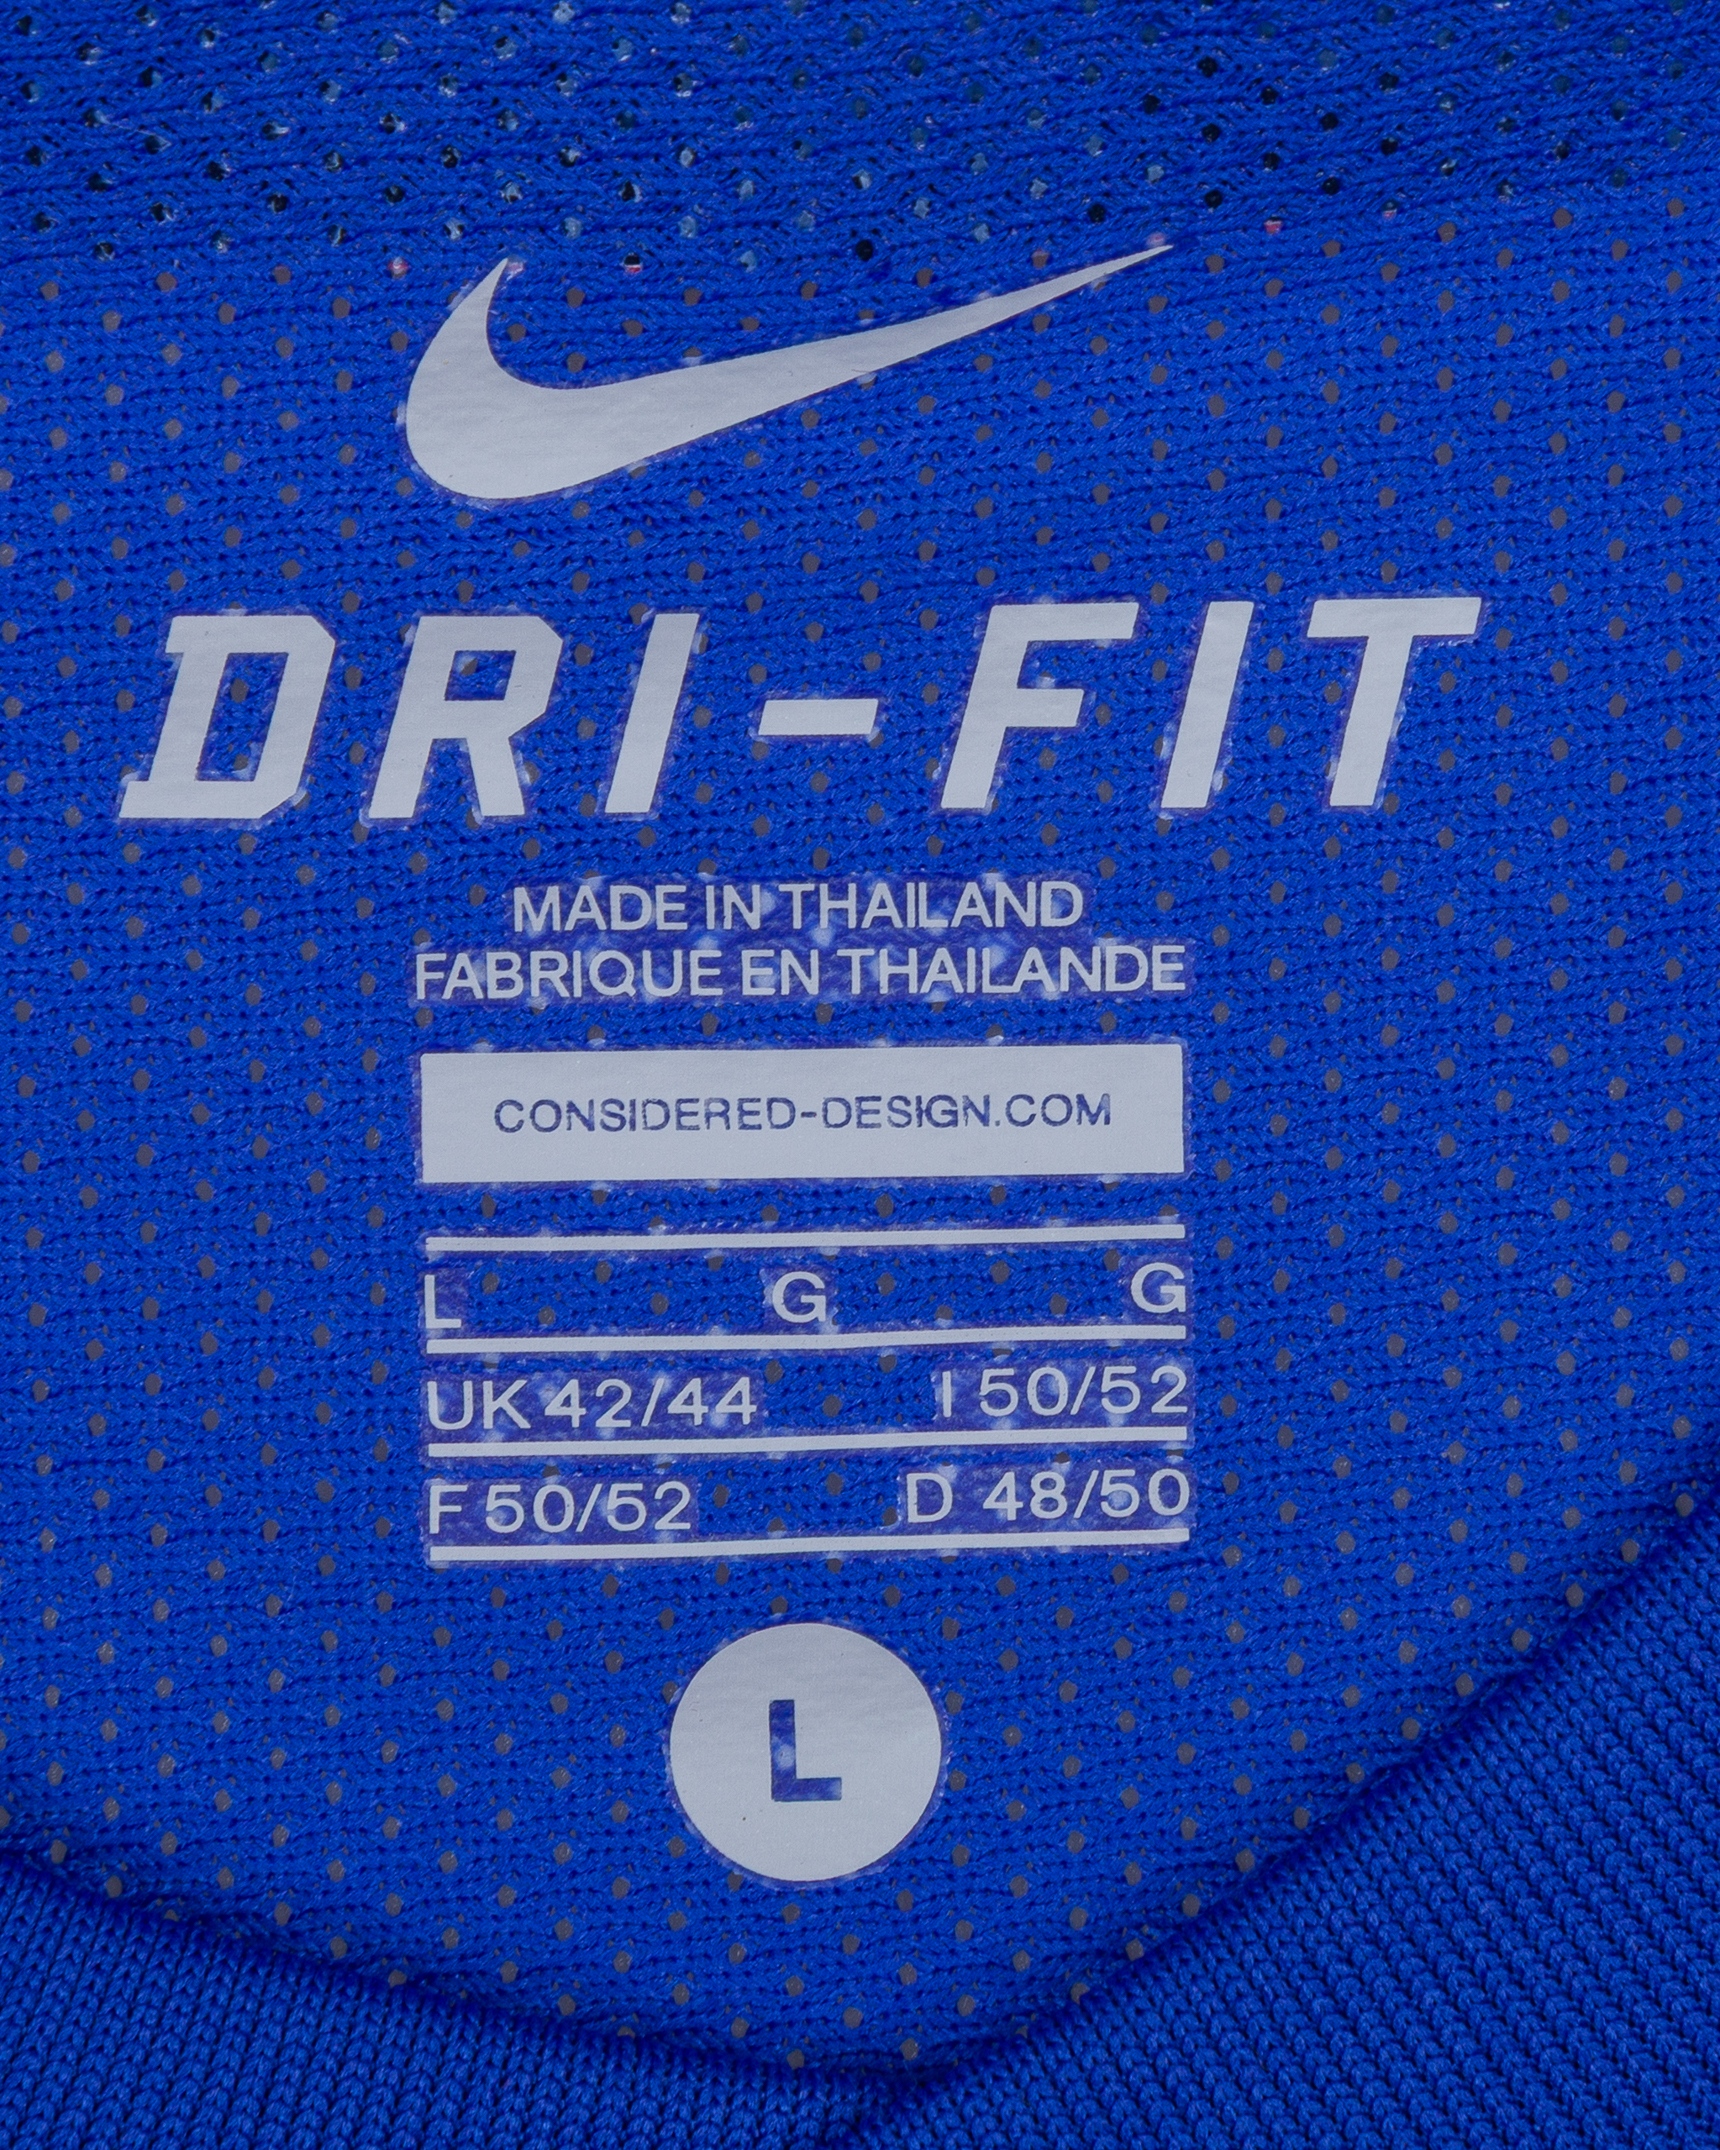 DRI-FIT
MADE IN THAILAND
FABRIQUE EN THAILANDE
CONSIDERED-DESIGN.COM
L G G
UK 42/44 I 50/52
F 50/52 D 48/50
L